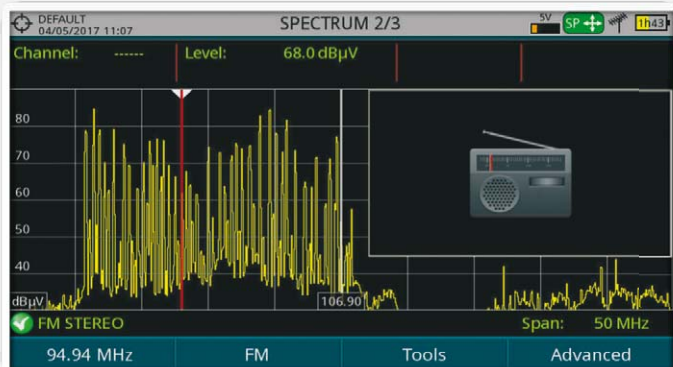 DEFAULT
04/05/2017 11:07
SPECTRUM 2/3
5V
SP
1h43
Channel: ------ Level: 68.0 dBµV
80
70
60
50
40
dBµV
106.90
FM STEREO
Span: 50 MHz
94.94 MHz
FM
Tools
Advanced